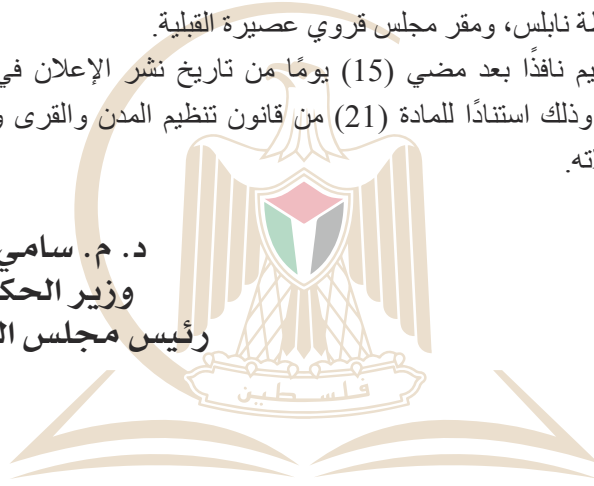 لة نابلس، ومقر مجلس قروي عصيرة القبلية.
يم نافذًا بعد مضي (15) يومًا من تاريخ نشر الإعلان في
وذلك استنادًا للمادة (21) من قانون تنظيم المدن والقرى و
ته.
د. م. سامي
وزير الحك
رئيس مجلس ال
فلسطين